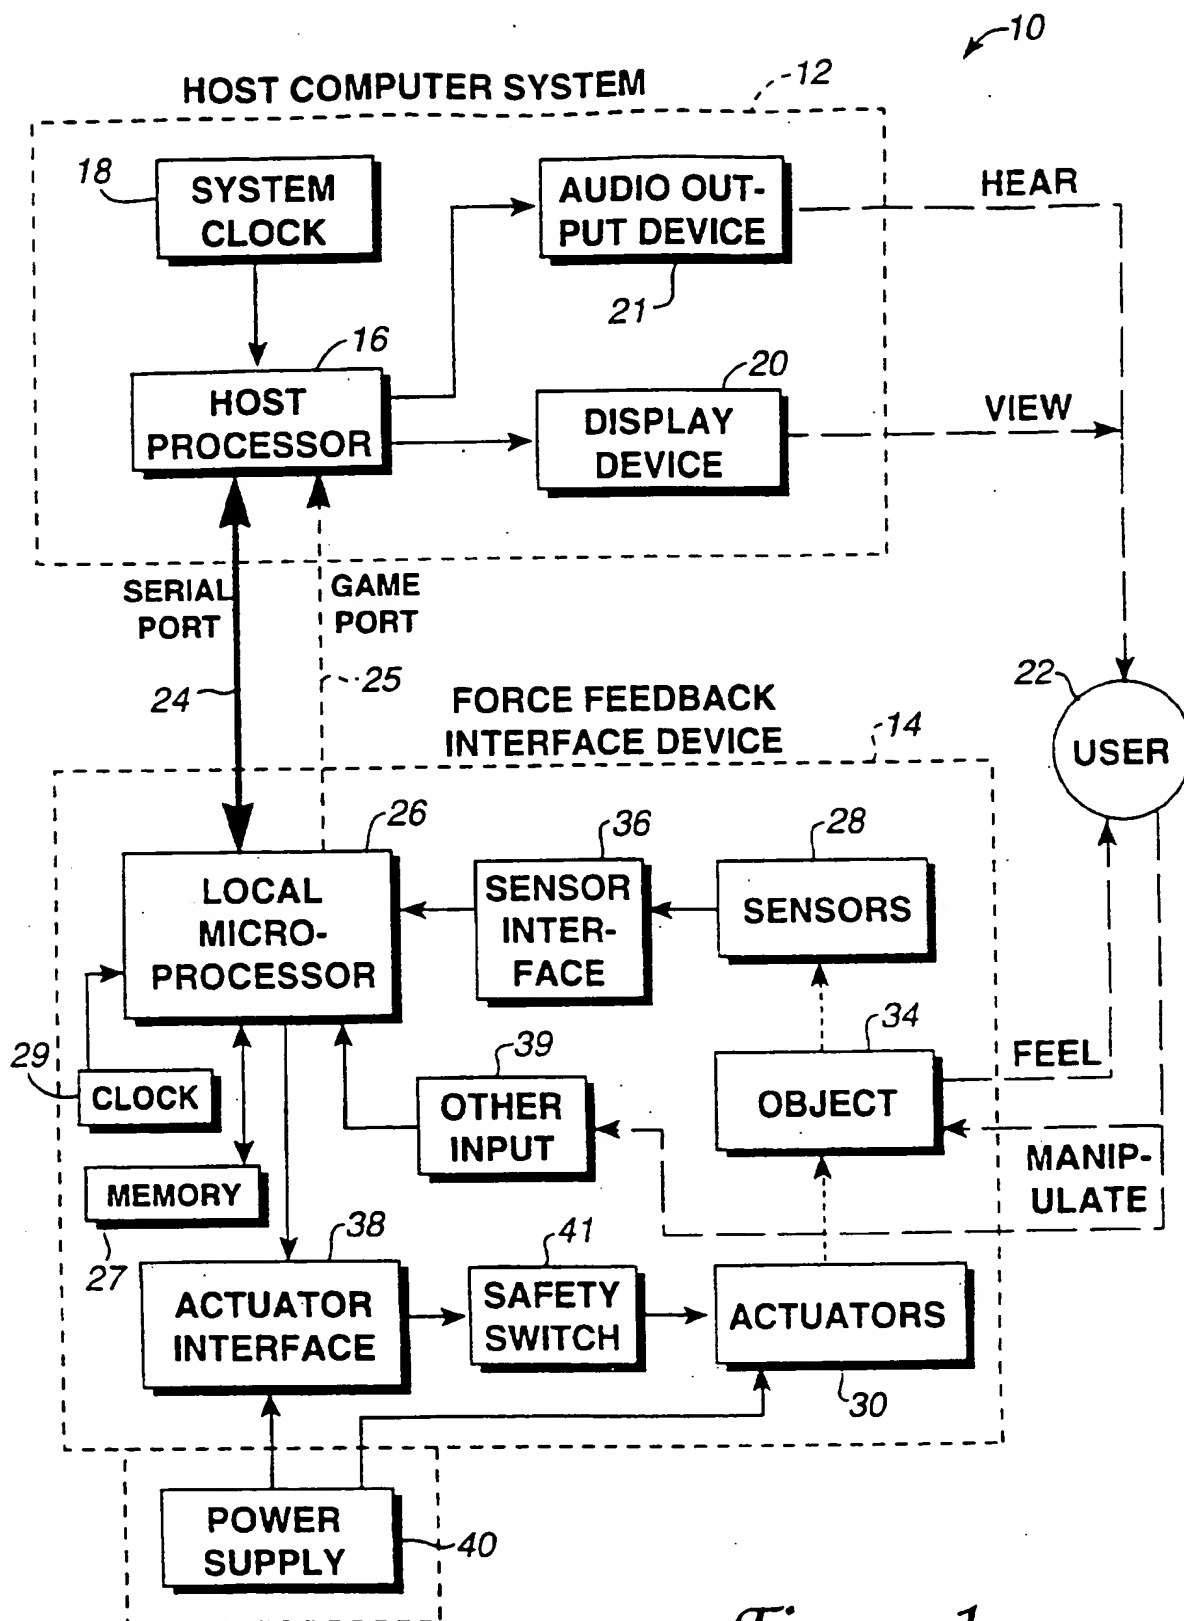 10
HOST COMPUTER SYSTEM
12
18
SYSTEM
CLOCK
AUDIO OUT-
PUT DEVICE
21
HEAR
16
HOST
PROCESSOR
20
DISPLAY
DEVICE
VIEW
SERIAL
PORT
GAME
PORT
24
25
FORCE FEEDBACK
INTERFACE DEVICE
14
22
USER
26
LOCAL
MICRO-
PROCESSOR
36
SENSOR
INTER-
FACE
28
SENSORS
29
CLOCK
39
OTHER
INPUT
34
OBJECT
FEEL
MANIP-
ULATE
MEMORY
27
38
ACTUATOR
INTERFACE
41
SAFETY
SWITCH
ACTUATORS
30
POWER
SUPPLY
40